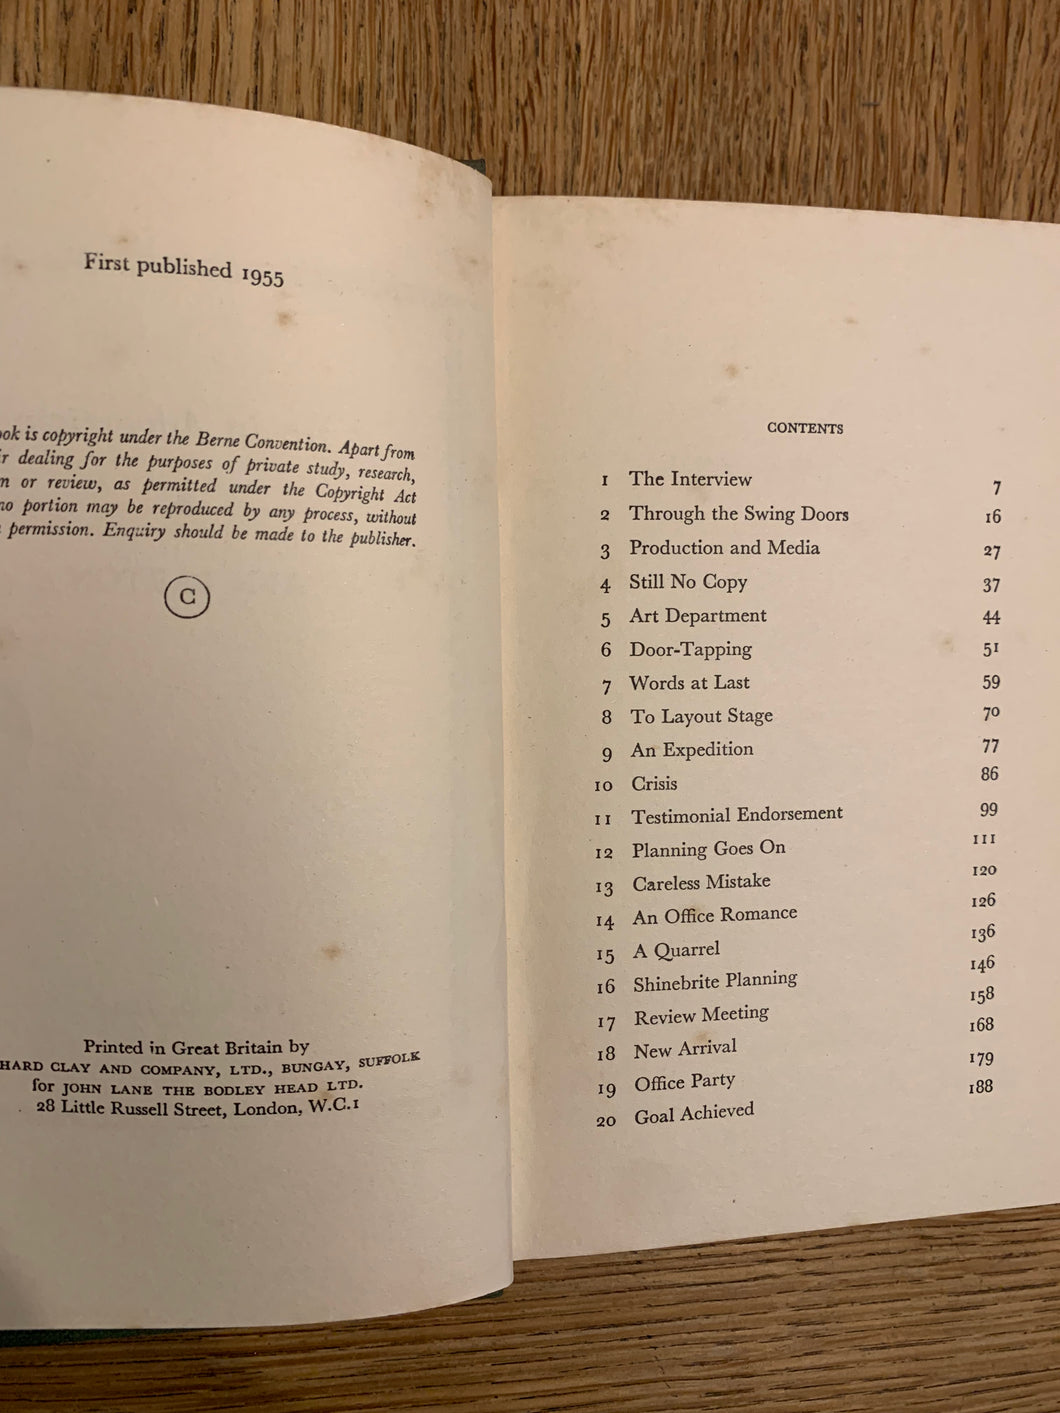 First published 1955
ook is copyright under the Berne Convention. Apart from
r dealing for the purposes of private study, research,
n or review, as permitted under the Copyright Act
no portion may be reproduced by any process, without
permission. Enquiry should be made to the publisher.
C
Printed in Great Britain by
HARD CLAY AND COMPANY, LTD., BUNGAY, SUFFOLK
for JOHN LANE THE BODLEY HEAD LTD.
28 Little Russell Street, London, W.C.1
CONTENTS
1 The Interview 7
2 Through the Swing Doors 16
3 Production and Media 27
4 Still No Copy 37
5 Art Department 44
6 Door-Tapping 51
7 Words at Last 59
8 To Layout Stage 70
9 An Expedition 77
10 Crisis 86
11 Testimonial Endorsement 99
12 Planning Goes On 111
13 Careless Mistake 120
14 An Office Romance 126
15 A Quarrel 136
16 Shinebrite Planning 146
17 Review Meeting 158
18 New Arrival 168
19 Office Party 179
20 Goal Achieved 188